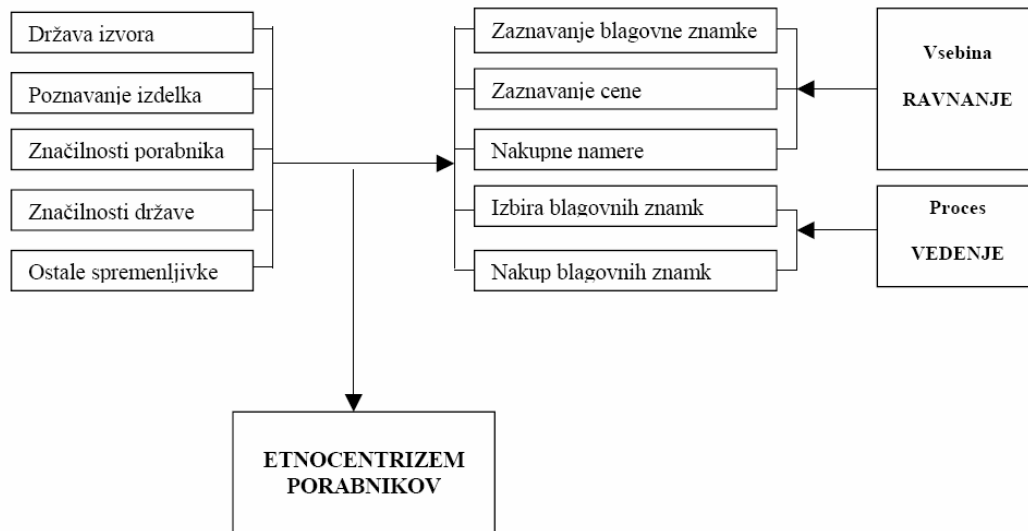 Država izvora
Poznavanje izdelka
Značilnosti porabnika
Značilnosti države
Ostale spremenljivke
Zaznavanje blagovne znamke
Zaznavanje cene
Nakupne namere
Izbira blagovnih znamk
Nakup blagovnih znamk
Vsebina
RAVNANJE
Proces
VEDENJE
ETNOCENTRIZEM
PORABNIKOV